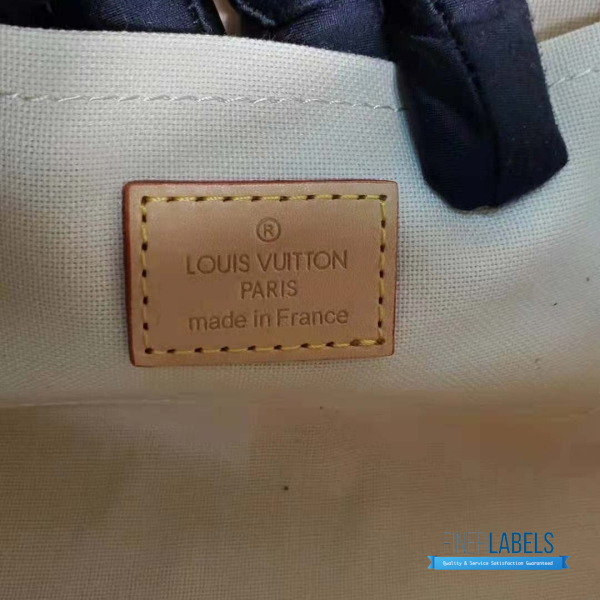 ®
LOUIS VUITTON
PARIS
made in France
LABELS
Quality & Service Satisfaction Guaranteed